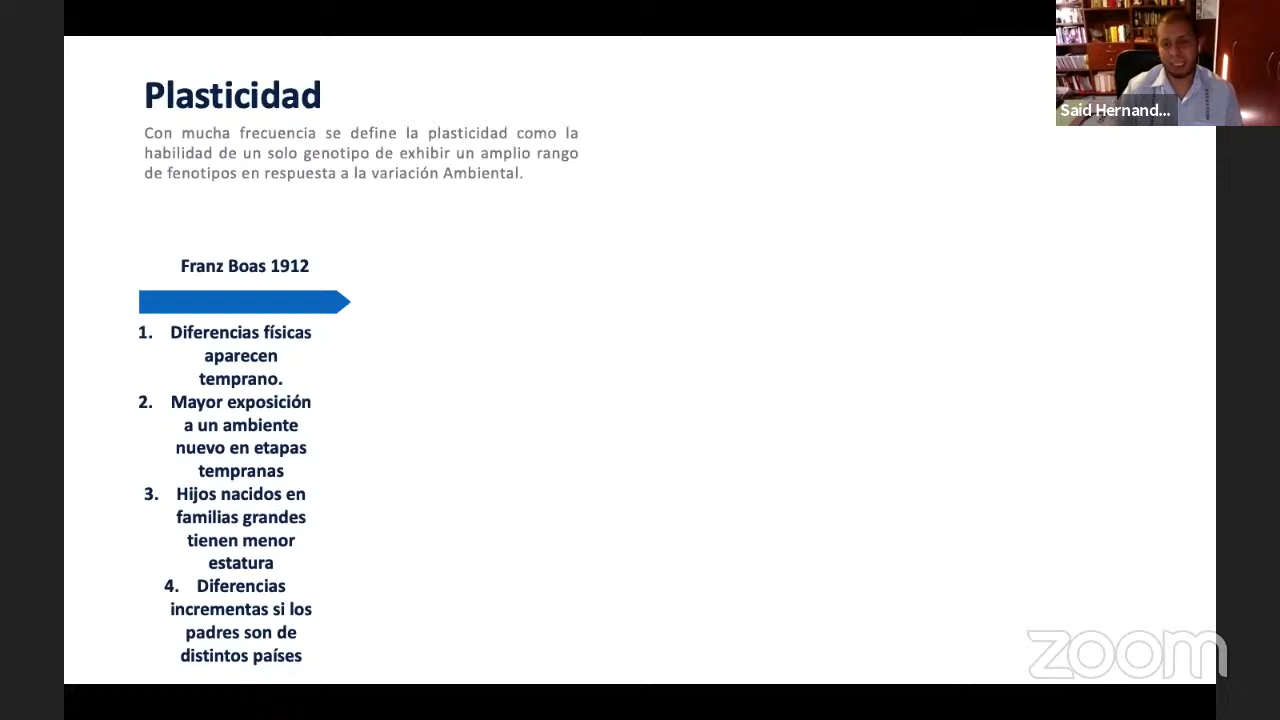 Plasticidad
Con mucha frecuencia se define la plasticidad como la
habilidad de un solo genotipo de exhibir un amplio rango
de fenotipos en respuesta a la variación Ambiental.
Said Hernand...
Franz Boas 1912
1. Diferencias físicas
aparecen
temprano.
2. Mayor exposición
a un ambiente
nuevo en etapas
tempranas
3. Hijos nacidos en
familias grandes
tienen menor
estatura
4. Diferencias
incrementas si los
padres son de
distintos países
zoom